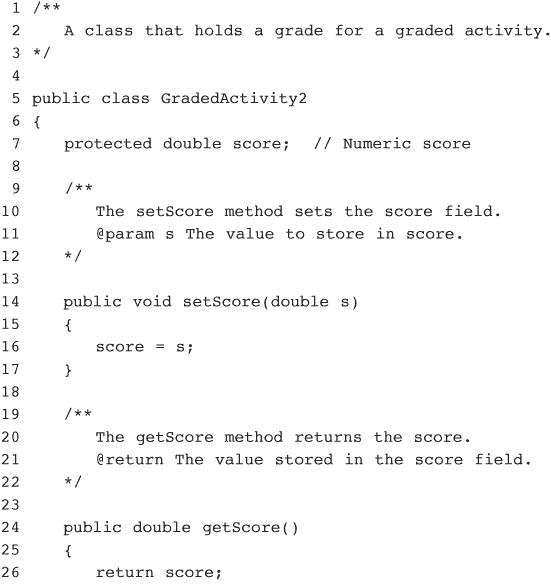 1 /**
2    A class that holds a grade for a graded activity.
3 */
4
5 public class GradedActivity2
6 {
7    protected double score;  // Numeric score
8
9    /**
10       The setScore method sets the score field.
11       @param s The value to store in score.
12    */
13
14    public void setScore(double s)
15    {
16       score = s;
17    }
18
19    /**
20       The getScore method returns the score.
21       @return The value stored in the score field.
22    */
23
24    public double getScore()
25    {
26       return score;